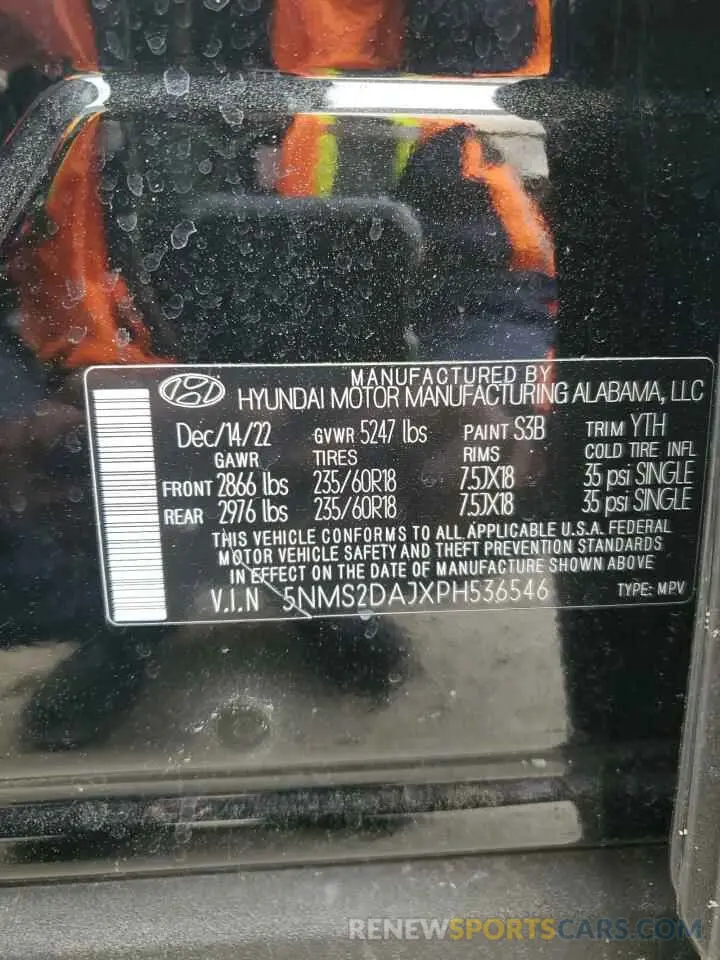 MANUFACTURED BY
HYUNDAI MOTOR MANUFACTURING ALABAMA, LLC
Dec/14/22 GVWR 5247 lbs PAINT S3B TRIM YTH
GAWR TIRES RIMS COLD TIRE INFL
FRONT 2866 lbs 235/60R18 7.5JX18 35 psi SINGLE
REAR 2976 lbs 235/60R18 7.5JX18 35 psi SINGLE
THIS VEHICLE CONFORMS TO ALL APPLICABLE U.S.A. FEDERAL
MOTOR VEHICLE SAFETY AND THEFT PREVENTION STANDARDS
IN EFFECT ON THE DATE OF MANUFACTURE SHOWN ABOVE
V.I.N 5NMS2DAJXPH536546 TYPE: MPV
RENEWSPORTSCARS.COM